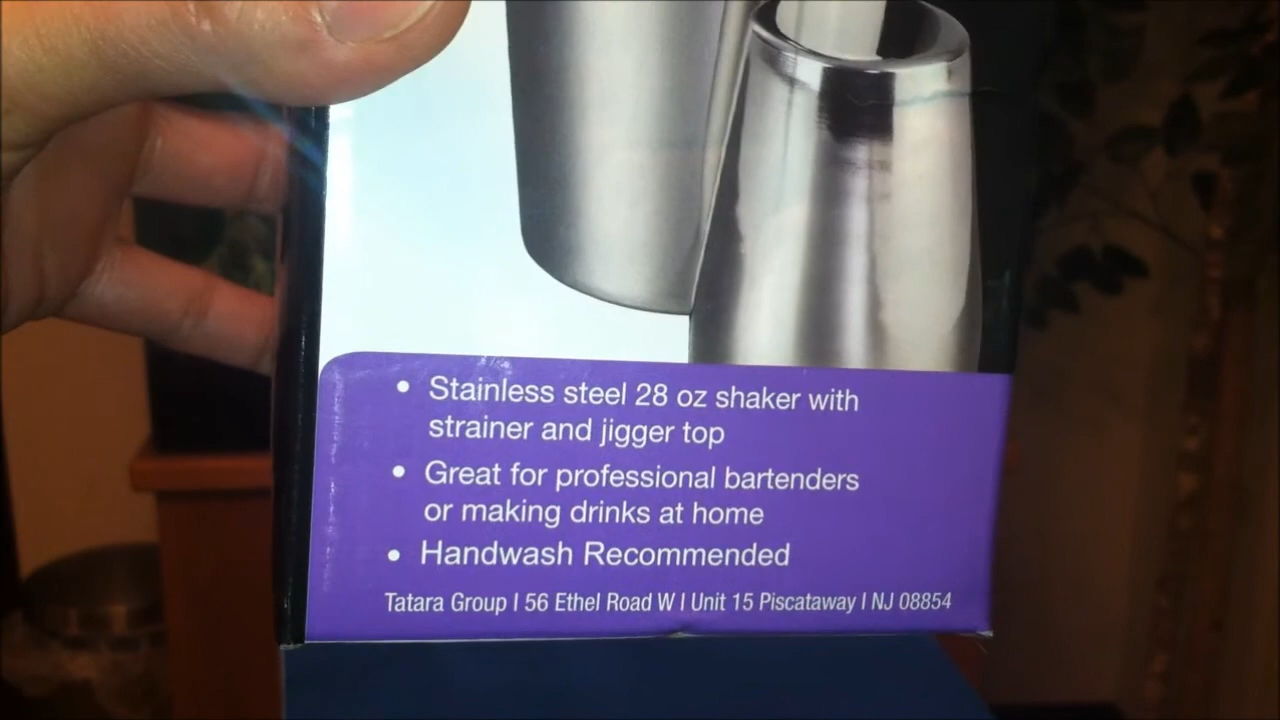 • Stainless steel 28 oz shaker with
strainer and jigger top
• Great for professional bartenders
or making drinks at home
• Handwash Recommended
Tatara Group | 56 Ethel Road W | Unit 15 Piscataway | NJ 08854